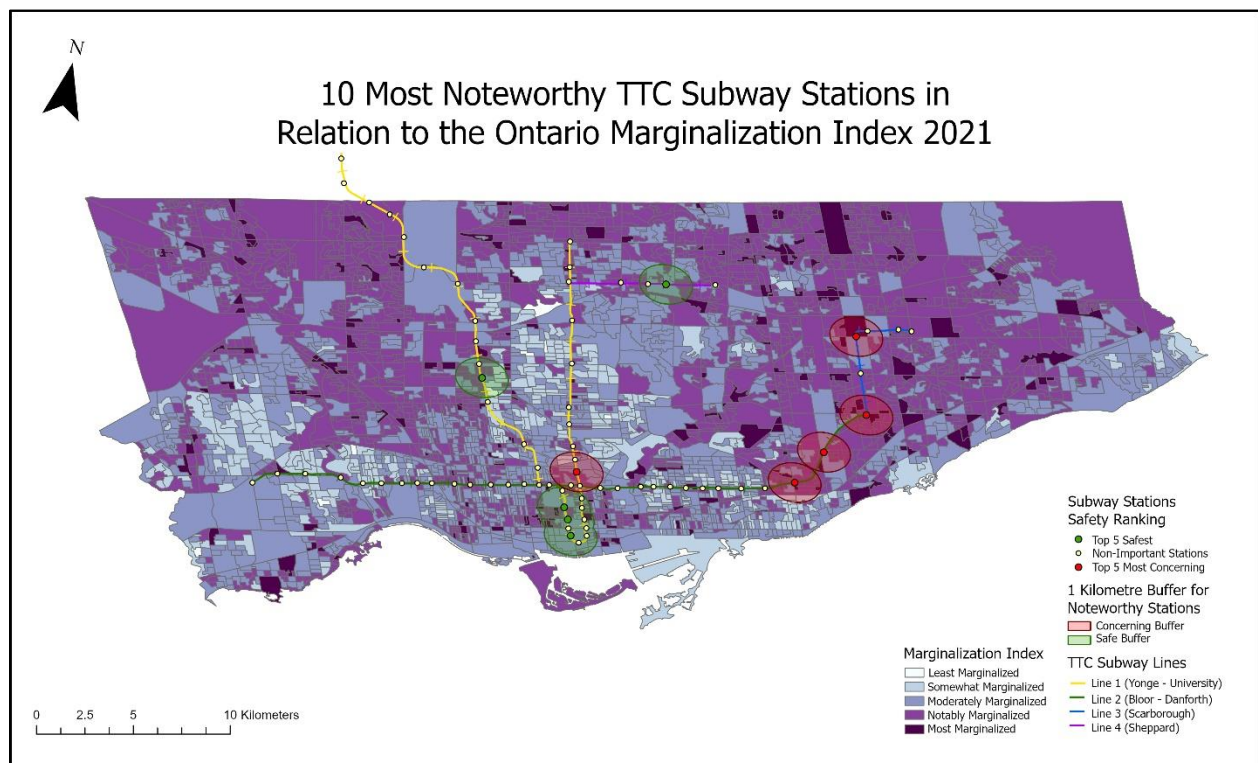 N
10 Most Noteworthy TTC Subway Stations in
Relation to the Ontario Marginalization Index 2021
Subway Stations
Safety Ranking
Top 5 Safest
Non-Important Stations
Top 5 Most Concerning
1 Kilometre Buffer for
Noteworthy Stations
Concerning Buffer
Safe Buffer
Marginalization Index
Least Marginalized
Somewhat Marginalized
Moderately Marginalized
Notably Marginalized
Most Marginalized
TTC Subway Lines
Line 1 (Yonge - University)
Line 2 (Bloor - Danforth)
Line 3 (Scarborough)
Line 4 (Sheppard)
0 2.5 5 10 Kilometers